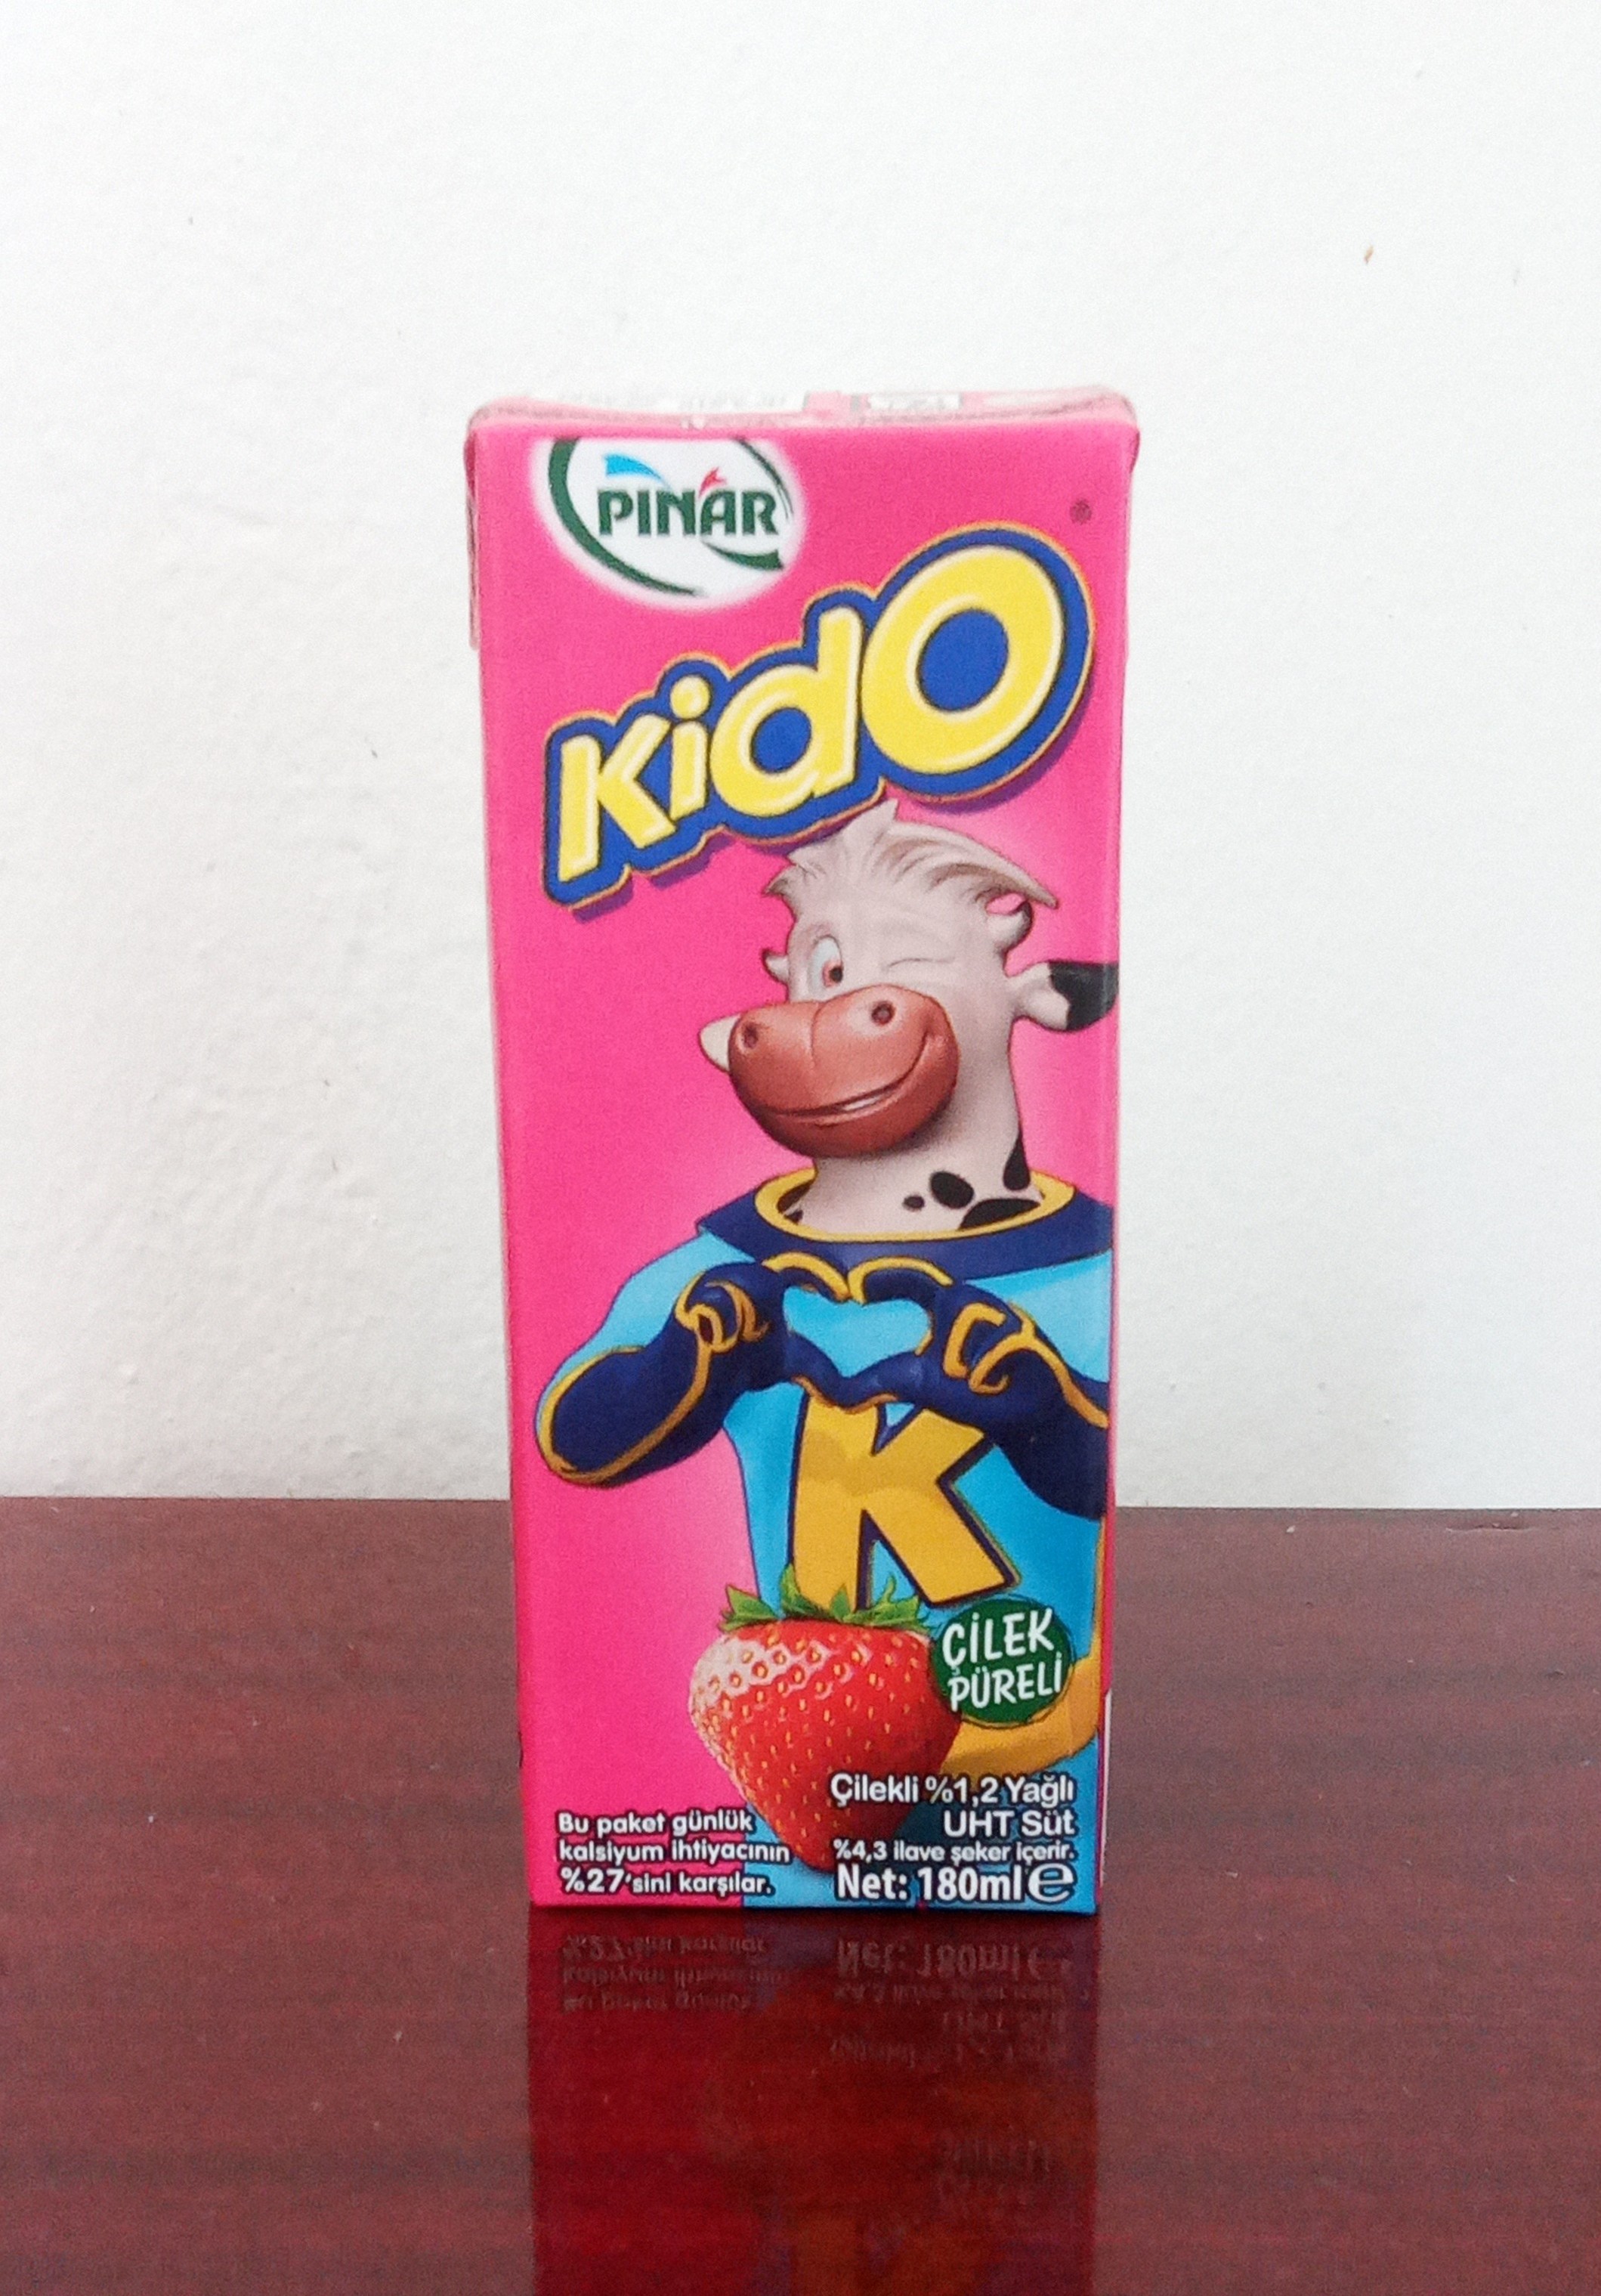 PINAR
Kido
K
ÇİLEK
PÜRELİ
Çilekli %1,2 Yağlı
UHT Süt
%4,3 ilave şeker içerir.
Net: 180ml e
Bu paket günlük
kalsiyum ihtiyacının
%27'sini karşılar.